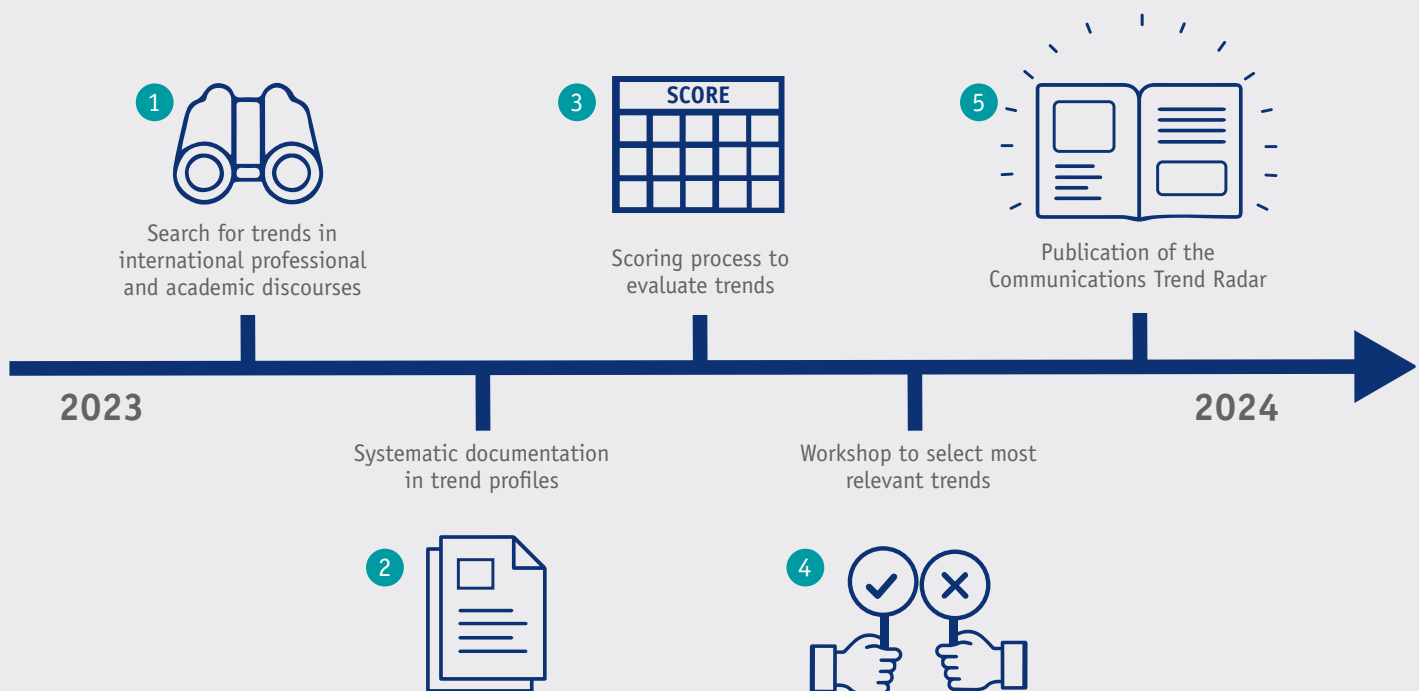 1
Search for trends in
international professional
and academic discourses
3
SCORE
Scoring process to
evaluate trends
5
Publication of the
Communications Trend Radar
2023
2024
Systematic documentation
in trend profiles
2
Workshop to select most
relevant trends
4